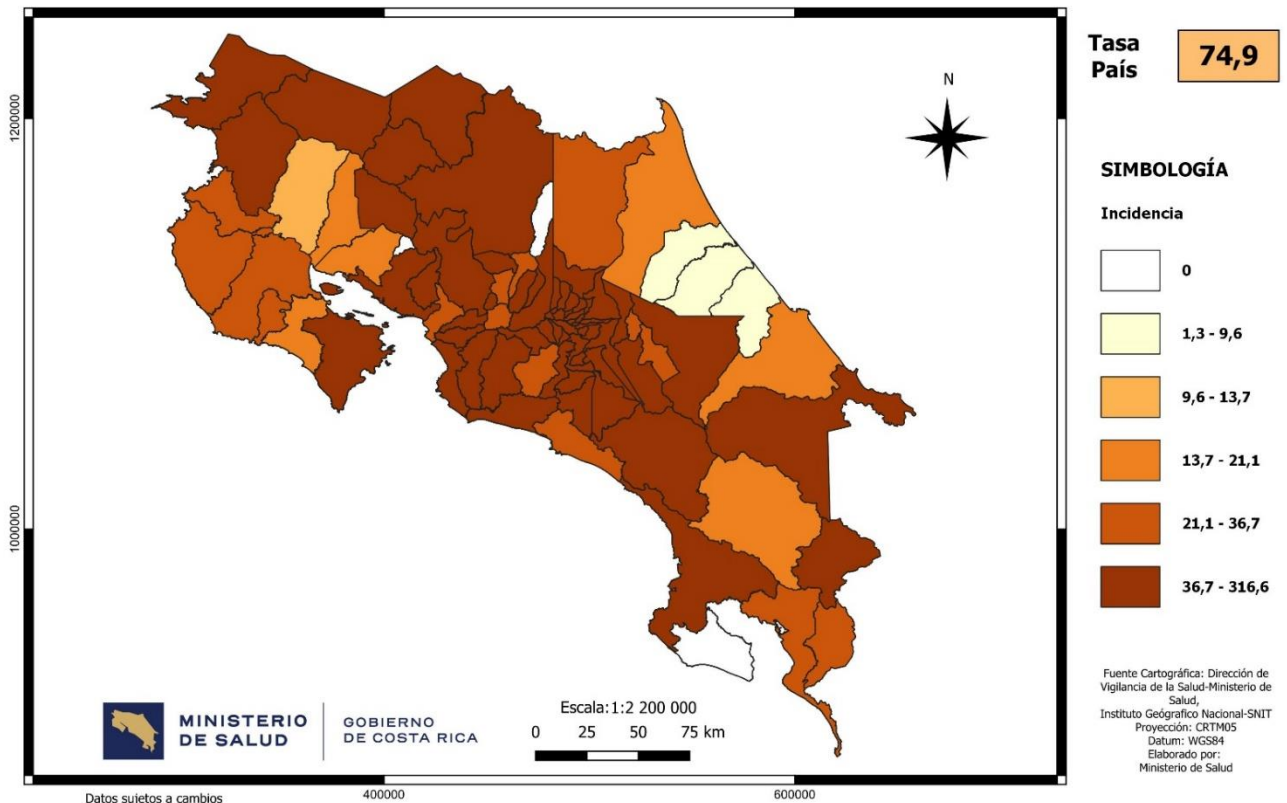 Tasa
País
74,9
N
SIMBOLOGÍA
Incidencia
0
1,3 - 9,6
9,6 - 13,7
13,7 - 21,1
21,1 - 36,7
36,7 - 316,6
1200000
1000000
MINISTERIO
DE SALUD
GOBIERNO
DE COSTA RICA
Escala:1:2 200 000
0 25 50 75 km
Fuente Cartográfica: Dirección de
Vigilancia de la Salud-Ministerio de
Salud,
Instituto Geógrafico Nacional-SNIT
Proyección: CRTM05
Datum: WGS84
Elaborado por:
Ministerio de Salud
Datos sujetos a cambios
400000
600000